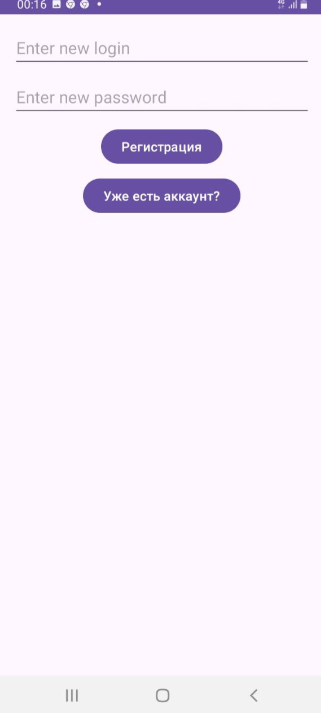 00:16
Enter new login
Enter new password
Регистрация
Уже есть аккаунт?